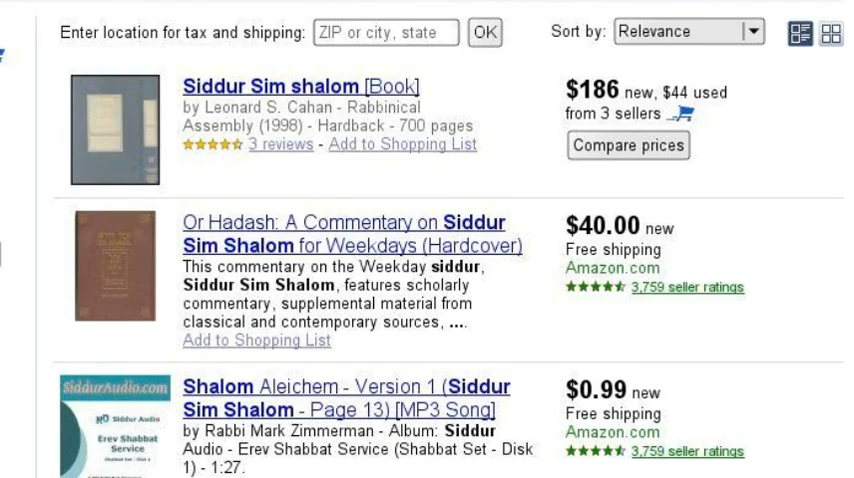 Enter location for tax and shipping: ZIP or city, state OK Sort by: Relevance
Siddur Sim shalom [Book]
by Leonard S. Cahan - Rabbinical
Assembly (1998) - Hardback - 700 pages
3 reviews - Add to Shopping List
$186 new, $44 used
from 3 sellers
Compare prices
Or Hadash: A Commentary on Siddur
Sim Shalom for Weekdays (Hardcover)
This commentary on the Weekday siddur,
Siddur Sim Shalom, features scholarly
commentary, supplemental material from
classical and contemporary sources, ....
Add to Shopping List
$40.00 new
Free shipping
Amazon.com
3,759 seller ratings
SiddurAudio.com
Siddur Audio
Erev Shabbat
Service
Shabbat Set - Disk 1
Shalom Aleichem - Version 1 (Siddur
Sim Shalom - Page 13) [MP3 Song]
by Rabbi Mark Zimmerman - Album: Siddur
Audio - Erev Shabbat Service (Shabbat Set - Disk
1) - 1:27.
$0.99 new
Free shipping
Amazon.com
3,759 seller ratings